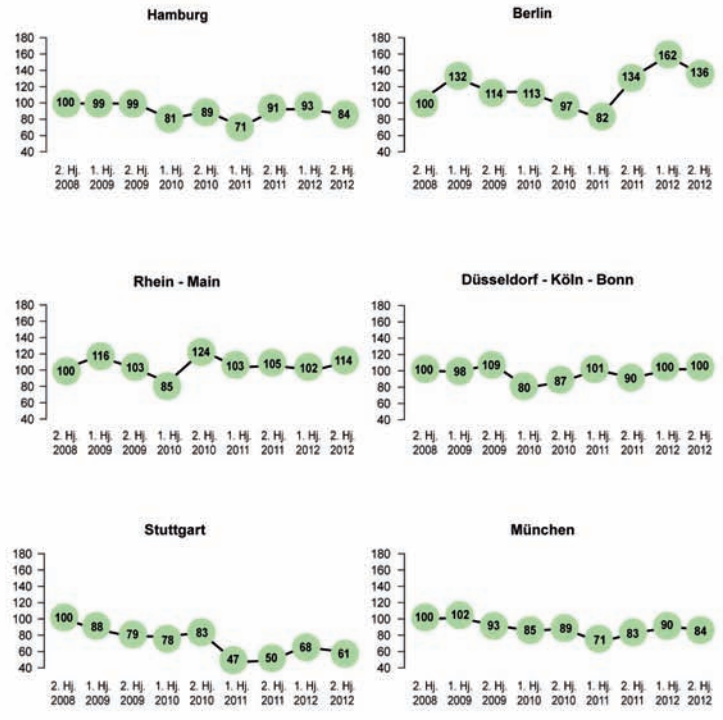 Hamburg
180
160
140
120
100
80
60
40
100 99 99 81 89 71 91 93 84
2. Hj. 1. Hj. 2. Hj. 1. Hj. 2. Hj. 1. Hj. 2. Hj. 1. Hj. 2. Hj.
2008 2009 2009 2010 2010 2011 2011 2012 2012
Berlin
180
160
140
120
100
80
60
40
100 132 114 113 97 82 134 162 136
2. Hj. 1. Hj. 2. Hj. 1. Hj. 2. Hj. 1. Hj. 2. Hj. 1. Hj. 2. Hj.
2008 2009 2009 2010 2010 2011 2011 2012 2012
Rhein - Main
180
160
140
120
100
80
60
40
100 116 103 85 124 103 105 102 114
2. Hj. 1. Hj. 2. Hj. 1. Hj. 2. Hj. 1. Hj. 2. Hj. 1. Hj. 2. Hj.
2008 2009 2009 2010 2010 2011 2011 2012 2012
Düsseldorf - Köln - Bonn
180
160
140
120
100
80
60
40
100 98 109 80 87 101 90 100 100
2. Hj. 1. Hj. 2. Hj. 1. Hj. 2. Hj. 1. Hj. 2. Hj. 1. Hj. 2. Hj.
2008 2009 2009 2010 2010 2011 2011 2012 2012
Stuttgart
180
160
140
120
100
80
60
40
100 88 79 78 83 47 50 68 61
2. Hj. 1. Hj. 2. Hj. 1. Hj. 2. Hj. 1. Hj. 2. Hj. 1. Hj. 2. Hj.
2008 2009 2009 2010 2010 2011 2011 2012 2012
München
180
160
140
120
100
80
60
40
100 102 93 85 89 71 83 90 84
2. Hj. 1. Hj. 2. Hj. 1. Hj. 2. Hj. 1. Hj. 2. Hj. 1. Hj. 2. Hj.
2008 2009 2009 2010 2010 2011 2011 2012 2012